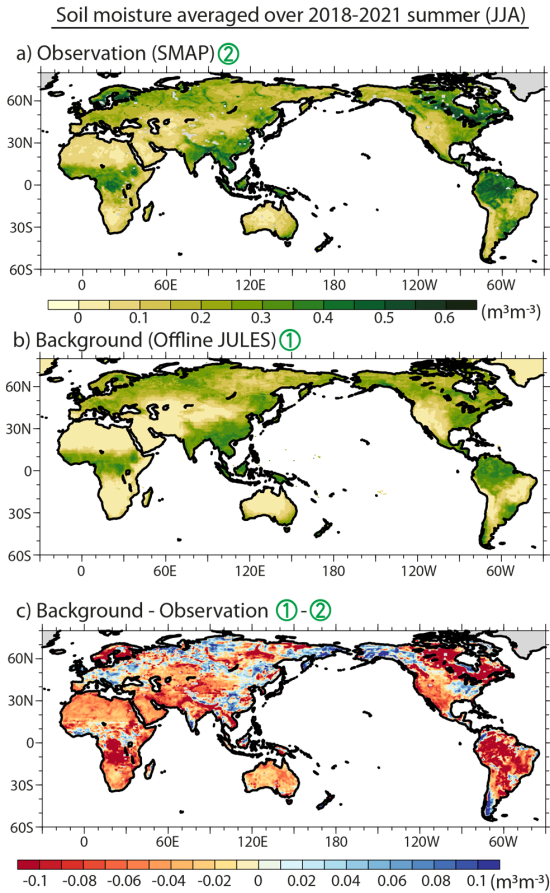 Soil moisture averaged over 2018-2021 summer (JJA)
a) Observation (SMAP) ②
60N
30N
0
30S
60S
0 60E 120E 180 120W 60W
0 0.1 0.2 0.3 0.4 0.5 0.6 (m³m⁻³)
b) Background (Offline JULES) ①
60N
30N
0
30S
60S
0 60E 120E 180 120W 60W
c) Background - Observation ①-②
60N
30N
0
30S
60S
0 60E 120E 180 120W 60W
-0.1 -0.08 -0.06 -0.04 -0.02 0 0.02 0.04 0.06 0.08 0.1 (m³m⁻³)